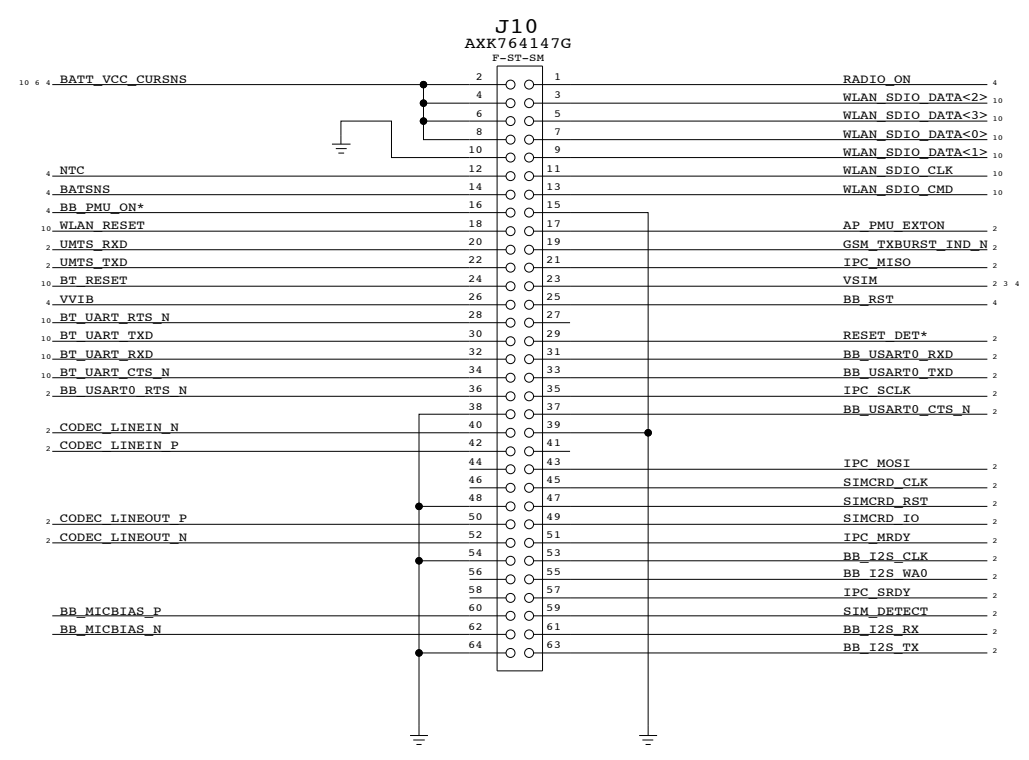 J10
AXK764147G
F-ST-SM
10 6 4 BATT_VCC_CURSNS 2 1 RADIO_ON 4
4 3 WLAN_SDIO_DATA<2> 10
6 5 WLAN_SDIO_DATA<3> 10
8 7 WLAN_SDIO_DATA<0> 10
10 9 WLAN_SDIO_DATA<1> 10
4 NTC 12 11 WLAN_SDIO_CLK 10
4 BATSNS 14 13 WLAN_SDIO_CMD 10
4 BB_PMU_ON* 16 15
10 WLAN_RESET 18 17 AP_PMU_EXTON 2
2 UMTS_RXD 20 19 GSM_TXBURST_IND_N 2
2 UMTS_TXD 22 21 IPC_MISO 2
10 BT_RESET 24 23 VSIM 2 3 4
4 VVIB 26 25 BB_RST 4
10 BT_UART_RTS_N 28 27
10 BT_UART_TXD 30 29 RESET_DET* 2
10 BT_UART_RXD 32 31 BB_USART0_RXD 2
10 BT_UART_CTS_N 34 33 BB_USART0_TXD 2
2 BB_USART0_RTS_N 36 35 IPC_SCLK 2
38 37 BB_USART0_CTS_N 2
2 CODEC_LINEIN_N 40 39
2 CODEC_LINEIN_P 42 41
44 43 IPC_MOSI 2
46 45 SIMCRD_CLK 2
48 47 SIMCRD_RST 2
2 CODEC_LINEOUT_P 50 49 SIMCRD_IO 2
2 CODEC_LINEOUT_N 52 51 IPC_MRDY 2
54 53 BB_I2S_CLK 2
56 55 BB_I2S_WA0 2
58 57 IPC_SRDY 2
BB_MICBIAS_P 60 59 SIM_DETECT 2
BB_MICBIAS_N 62 61 BB_I2S_RX 2
64 63 BB_I2S_TX 2